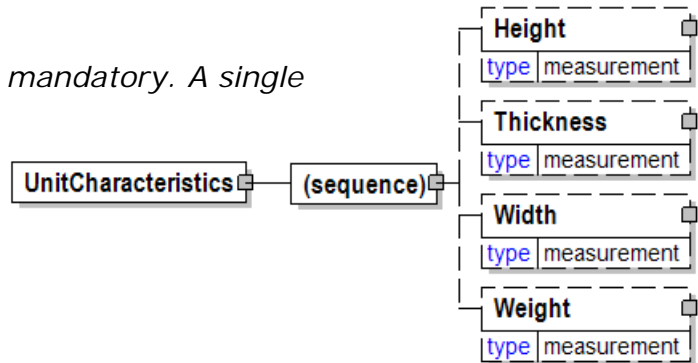 mandatory. A single
UnitCharacteristics
(sequence)
Height
type measurement
Thickness
type measurement
Width
type measurement
Weight
type measurement